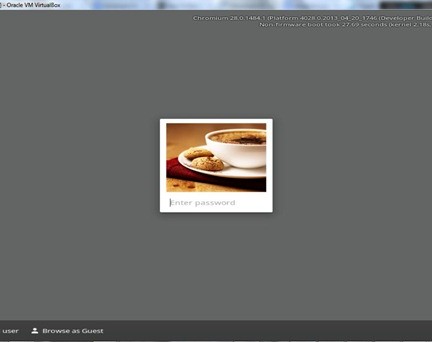 - Oracle VM VirtualBox
Chromium 28.0.1484.1 (Platform 4028.0.2013_04_20_1746 (Developer Build
Non-firmware boot took 27.69 seconds (kernel 2.18s,
Enter password
user Browse as Guest